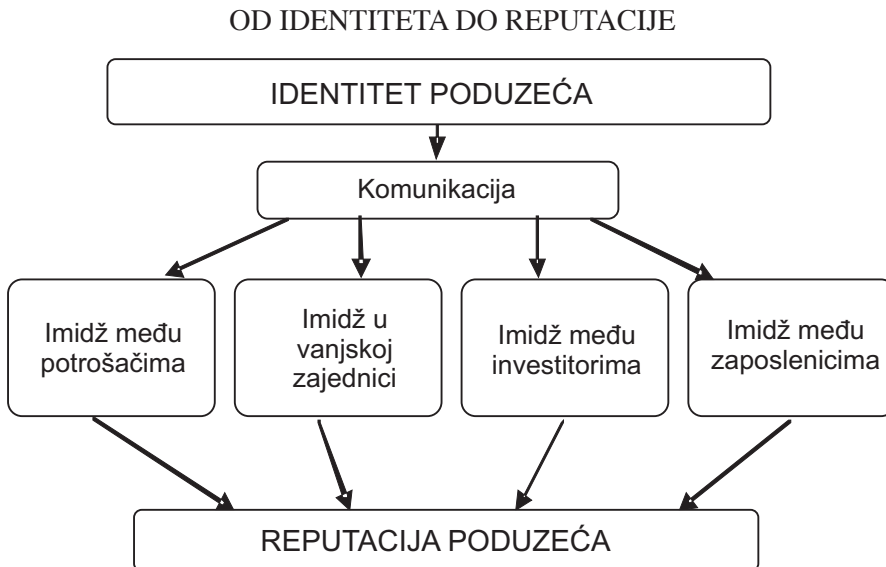 OD IDENTITETA DO REPUTACIJE
IDENTITET PODUZEĆA
Komunikacija
Imidž među
potrošačima
Imidž u
vanjskoj
zajednici
Imidž među
investitorima
Imidž među
zaposlenicima
REPUTACIJA PODUZEĆA